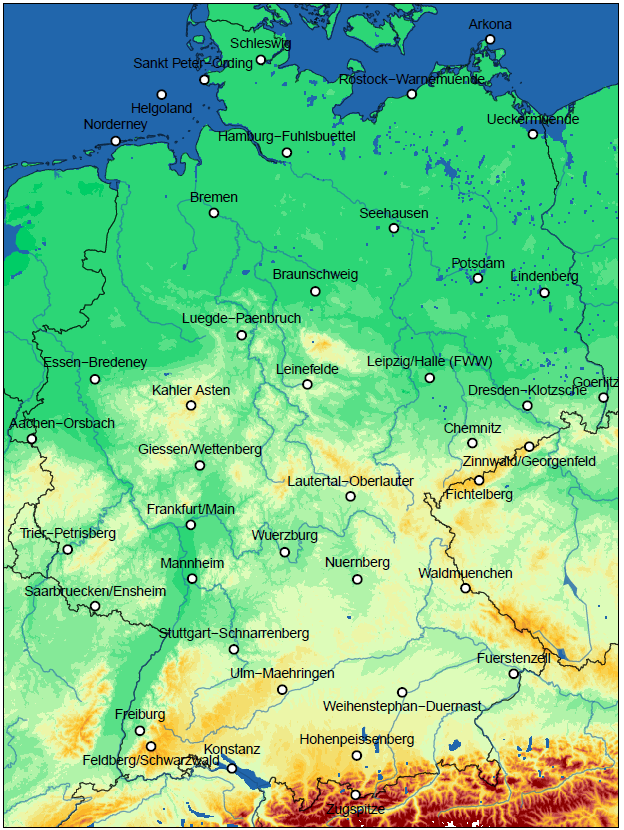 Arkona
Schleswig
Sankt Peter−Ording
Rostock−Warnemuende
Helgoland
Ueckermuende
Norderney
Hamburg−Fuhlsbuettel
Bremen
Seehausen
Potsdam
Braunschweig
Lindenberg
Luegde−Paenbruch
Essen−Bredeney
Leinefelde
Leipzig/Halle (FWW)
Goerlitz
Kahler Asten
Dresden−Klotzsche
Aachen−Orsbach
Chemnitz
Giessen/Wettenberg
Zinnwald/Georgenfeld
Lautertal−Oberlauter
Fichtelberg
Frankfurt/Main
Trier−Petrisberg
Wuerzburg
Mannheim
Nuernberg
Waldmuenchen
Saarbruecken/Ensheim
Stuttgart−Schnarrenberg
Fuerstenzell
Ulm−Maehringen
Weihenstephan−Duernast
Freiburg
Hohenpeissenberg
Konstanz
Feldberg/Schwarzwald
Zugspitze